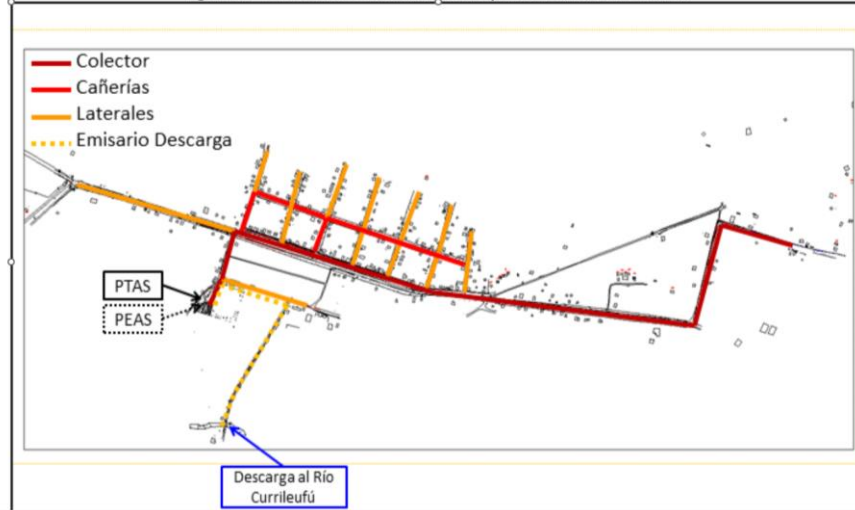 Colector
Cañerías
Laterales
Emisario Descarga
PTAS
PEAS
Descarga al Río
Currileufú